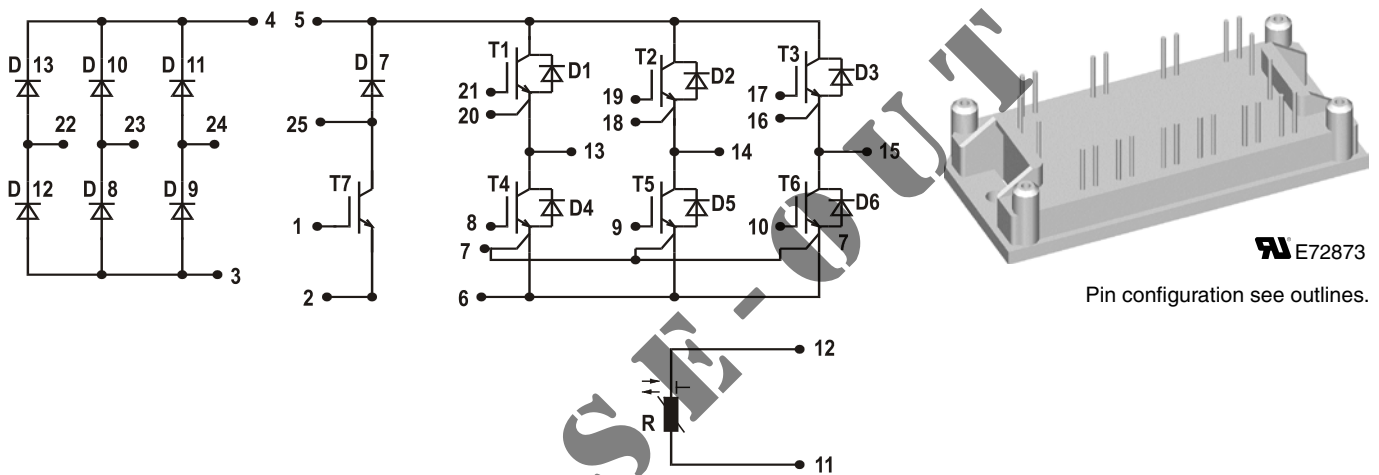 4 5
D 13 D 10 D 11 D 7 T1 D1 T2 D2 T3 D3
21 19 17
20 18 16
22 23 24 25
13 14 15
D 12 D 8 D 9 T7 T4 D4 T5 D5 T6 D6
1 8 9 10
7 7
3
2 6
E72873
Pin configuration see outlines.
12
R
11
SE-OUT